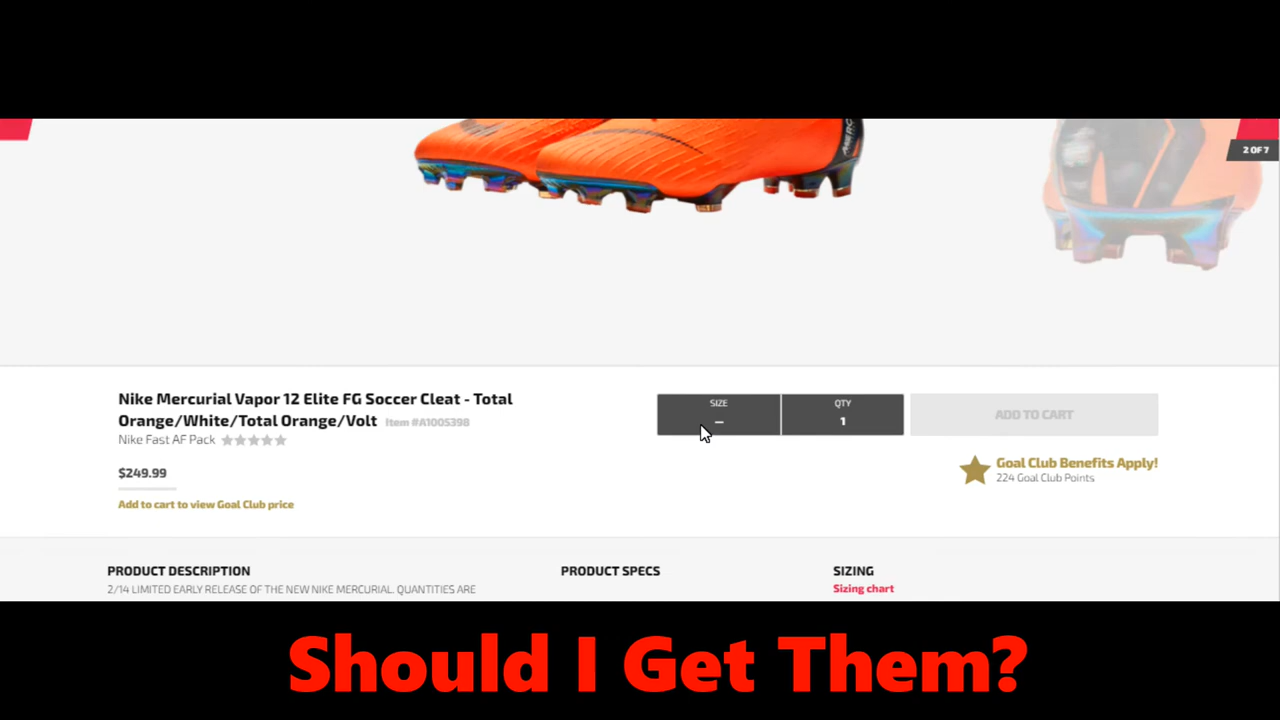 MERC
2 OF 7
Nike Mercurial Vapor 12 Elite FG Soccer Cleat - Total
Orange/White/Total Orange/Volt Item #A1005398
Nike Fast AF Pack
$249.99
Add to cart to view Goal Club price
SIZE
–
QTY
1
ADD TO CART
Goal Club Benefits Apply!
224 Goal Club Points
PRODUCT DESCRIPTION
2/14 LIMITED EARLY RELEASE OF THE NEW NIKE MERCURIAL. QUANTITIES ARE
PRODUCT SPECS
SIZING
Sizing chart
Should I Get Them?